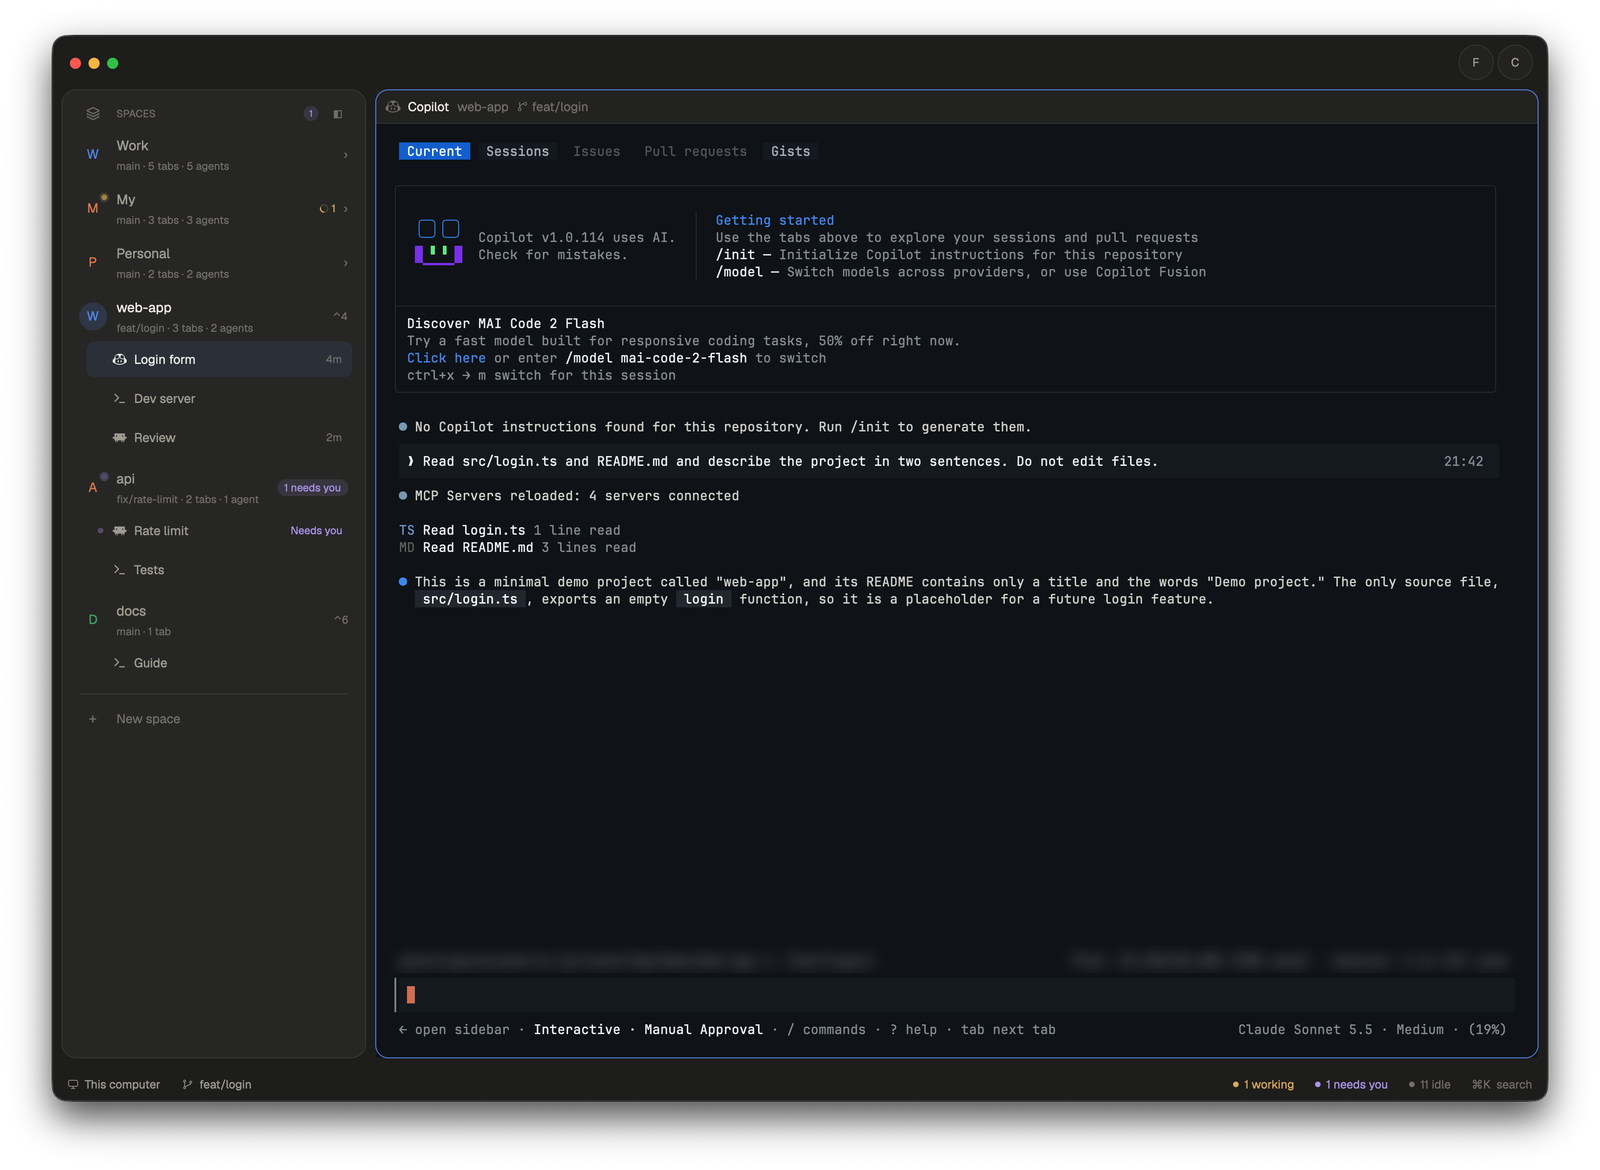 F C
SPACES 1
W Work
main · 5 tabs · 5 agents
M My
main · 3 tabs · 3 agents
1
P Personal
main · 2 tabs · 2 agents
W web-app
feat/login · 3 tabs · 2 agents
^4
Login form 4m
Dev server
Review 2m
A api
fix/rate-limit · 2 tabs · 1 agent
1 needs you
Rate limit Needs you
Tests
D docs
main · 1 tab
^6
Guide
+ New space
Copilot web-app feat/login
Current Sessions Issues Pull requests Gists
Copilot v1.0.114 uses AI.
Check for mistakes.
Getting started
Use the tabs above to explore your sessions and pull requests
/init — Initialize Copilot instructions for this repository
/model — Switch models across providers, or use Copilot Fusion
Discover MAI Code 2 Flash
Try a fast model built for responsive coding tasks, 50% off right now.
Click here or enter /model mai-code-2-flash to switch
ctrl+x → m switch for this session
● No Copilot instructions found for this repository. Run /init to generate them.
❯ Read src/login.ts and README.md and describe the project in two sentences. Do not edit files. 21:42
● MCP Servers reloaded: 4 servers connected
TS Read login.ts 1 line read
MD Read README.md 3 lines read
● This is a minimal demo project called "web-app", and its README contains only a title and the words "Demo project." The only source file,
src/login.ts , exports an empty login function, so it is a placeholder for a future login feature.
← open sidebar · Interactive · Manual Approval · / commands · ? help · tab next tab
Claude Sonnet 5.5 · Medium · (19%)
This computer feat/login
1 working 1 needs you 11 idle ⌘K search